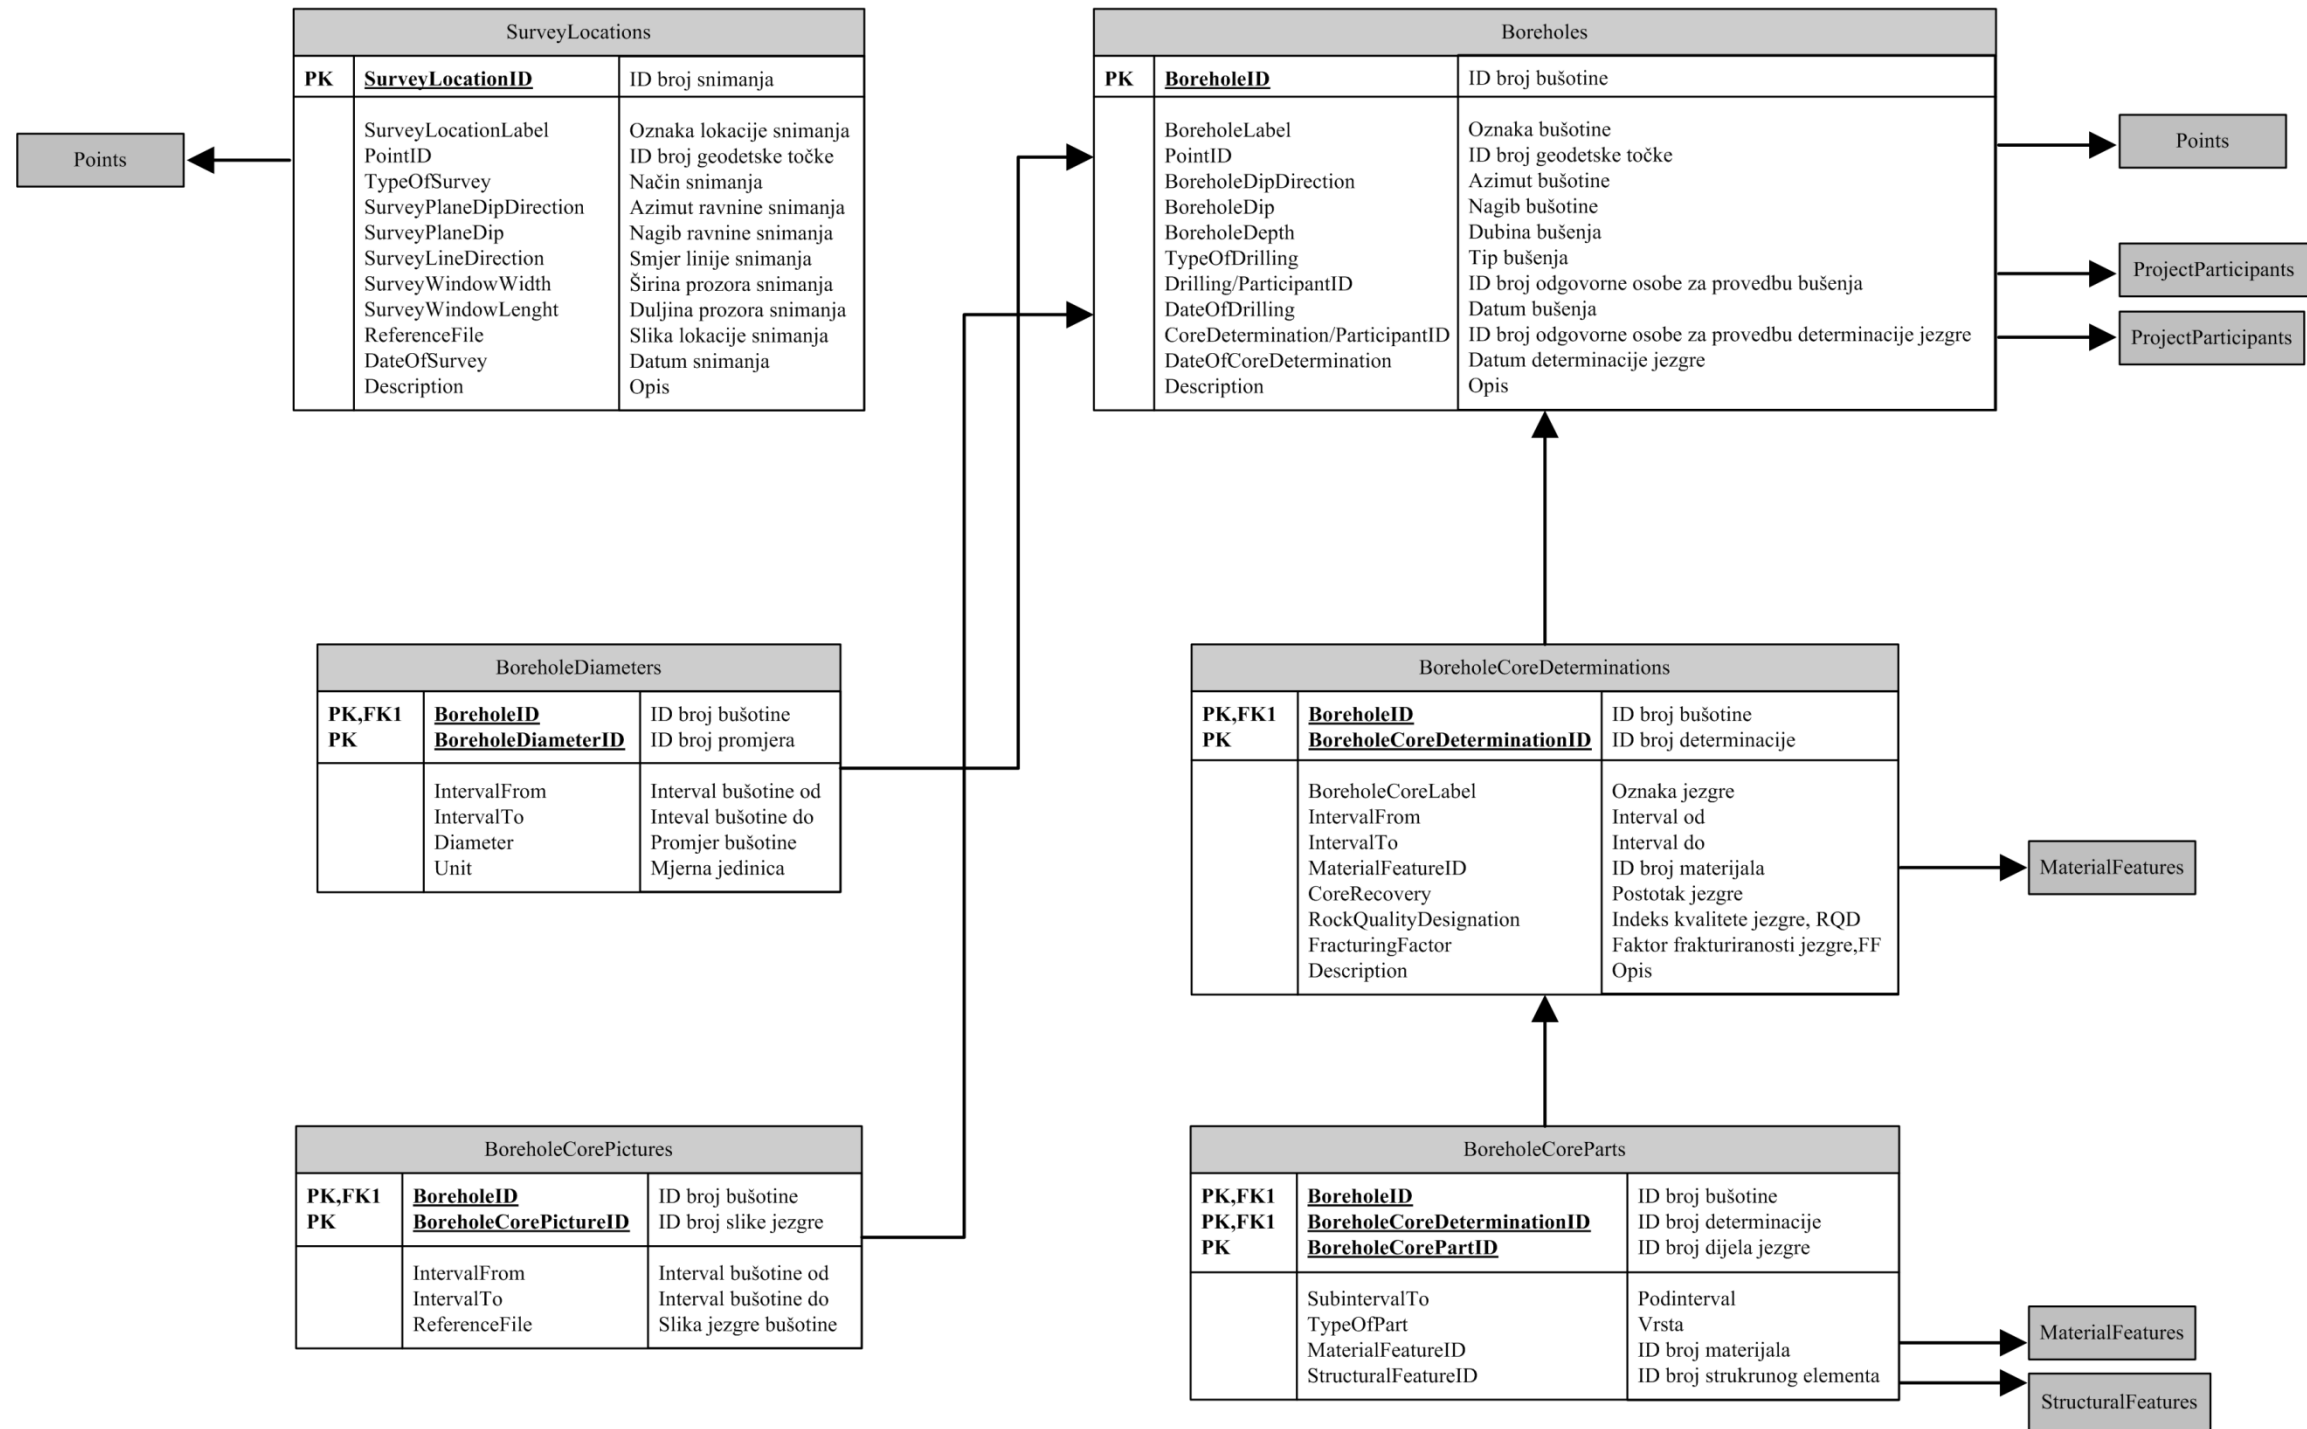 SurveyLocations
PK SurveyLocationID ID broj snimanja
SurveyLocationLabel Oznaka lokacije snimanja
PointID ID broj geodetske točke
TypeOfSurvey Način snimanja
SurveyPlaneDipDirection Azimut ravnine snimanja
SurveyPlaneDip Nagib ravnine snimanja
SurveyLineDirection Smjer linije snimanja
SurveyWindowWidth Širina prozora snimanja
SurveyWindowLenght Duljina prozora snimanja
ReferenceFile Slika lokacije snimanja
DateOfSurvey Datum snimanja
Description Opis
Points
Boreholes
PK BoreholeID ID broj bušotine
BoreholeLabel Oznaka bušotine
PointID ID broj geodetske točke
BoreholeDipDirection Azimut bušotine
BoreholeDip Nagib bušotine
BoreholeDepth Dubina bušenja
TypeOfDrilling Tip bušenja
Drilling/ParticipantID ID broj odgovorne osobe za provedbu bušenja
DateOfDrilling Datum bušenja
CoreDetermination/ParticipantID ID broj odgovorne osobe za provedbu determinacije jezgre
DateOfCoreDetermination Datum determinacije jezgre
Description Opis
Points
ProjectParticipants
ProjectParticipants
BoreholeDiameters
PK,FK1 BoreholeID ID broj bušotine
PK BoreholeDiameterID ID broj promjera
IntervalFrom Interval bušotine od
IntervalTo Inteval bušotine do
Diameter Promjer bušotine
Unit Mjerna jedinica
BoreholeCoreDeterminations
PK,FK1 BoreholeID ID broj bušotine
PK BoreholeCoreDeterminationID ID broj determinacije
BoreholeCoreLabel Oznaka jezgre
IntervalFrom Interval od
IntervalTo Interval do
MaterialFeatureID ID broj materijala
CoreRecovery Postotak jezgre
RockQualityDesignation Indeks kvalitete jezgre, RQD
FracturingFactor Faktor frakturiranosti jezgre,FF
Description Opis
MaterialFeatures
BoreholeCorePictures
PK,FK1 BoreholeID ID broj bušotine
PK BoreholeCorePictureID ID broj slike jezgre
IntervalFrom Interval bušotine od
IntervalTo Interval bušotine do
ReferenceFile Slika jezgre bušotine
BoreholeCoreParts
PK,FK1 BoreholeID ID broj bušotine
PK,FK1 BoreholeCoreDeterminationID ID broj determinacije
PK BoreholeCorePartID ID broj dijela jezgre
SubintervalTo Podinterval
TypeOfPart Vrsta
MaterialFeatureID ID broj materijala
StructuralFeatureID ID broj strukrunog elementa
MaterialFeatures
StructuralFeatures